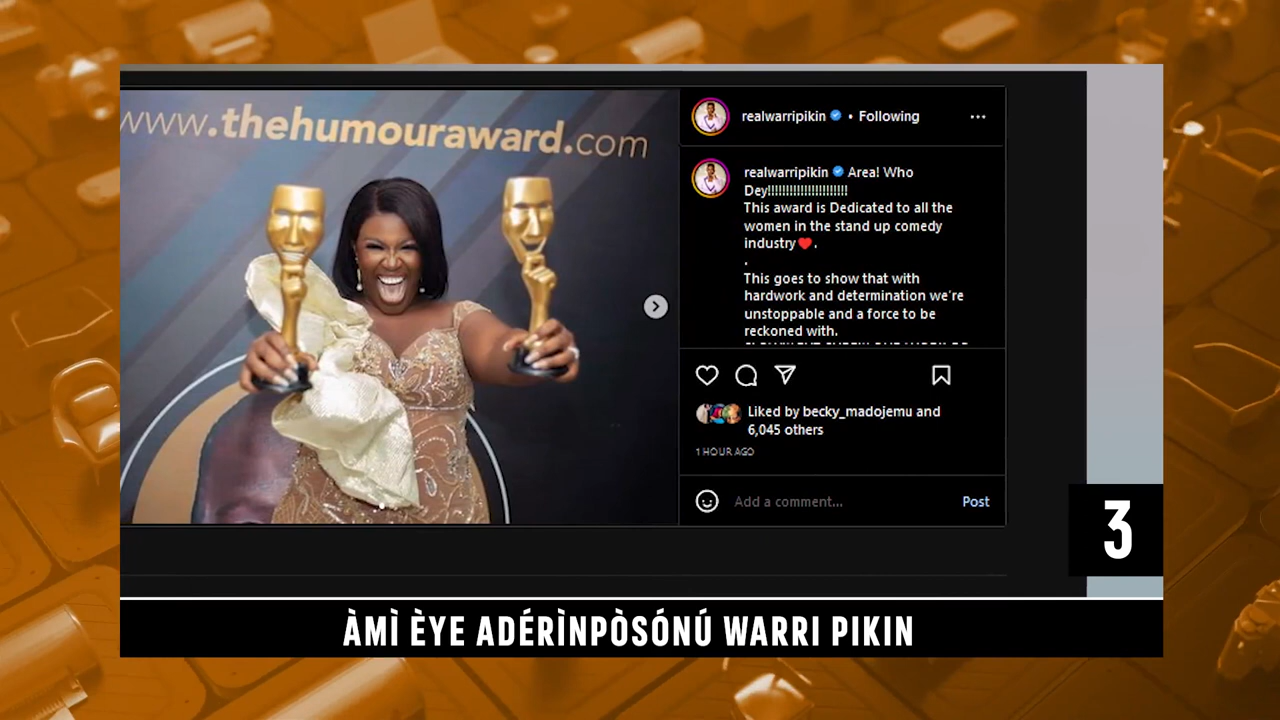 www.thehumouraward.com
realwarripikin • Following
realwarripikin Area! Who
Dey!!!!!!!!!!!!!!!!!!!!!!
This award is Dedicated to all the
women in the stand up comedy
industry❤️.
.
This goes to show that with
hardwork and determination we're
unstoppable and a force to be
reckoned with.
Liked by becky_madojemu and
6,045 others
1 HOUR AGO
Add a comment...
Post
3
ÀMÌ ÈYE ADÉRÌNPÒSÓNÚ WARRI PIKIN